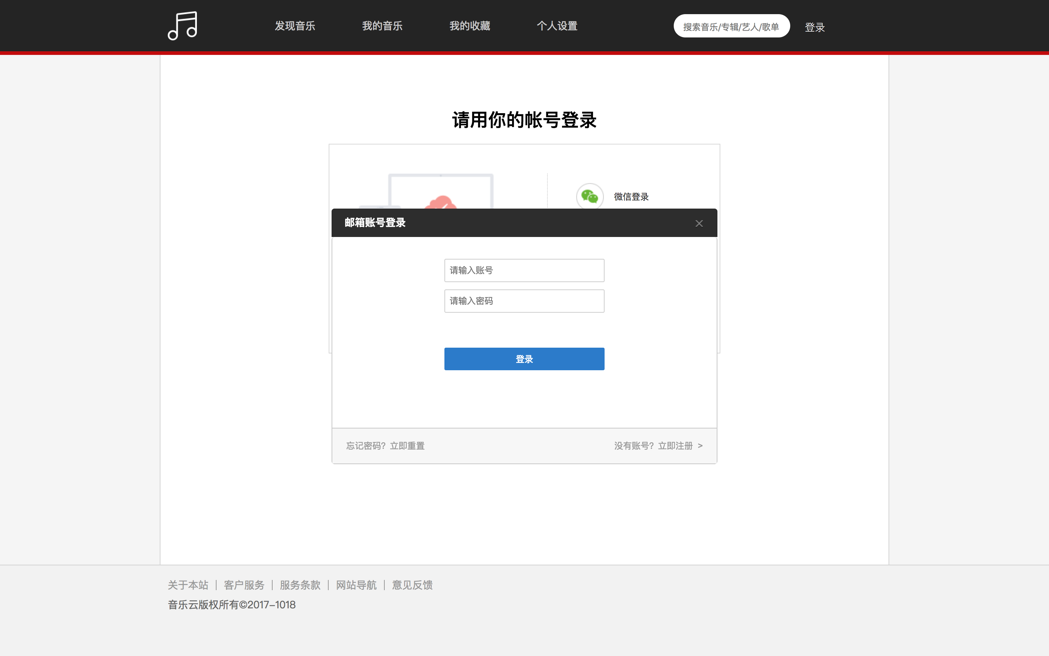 发现音乐 我的音乐 我的收藏 个人设置 搜索音乐/专辑/艺人/歌单 登录
请用你的帐号登录
微信登录
邮箱账号登录
请输入账号
请输入密码
登录
忘记密码？立即重置 没有账号？立即注册 >
关于本站 | 客户服务 | 服务条款 | 网站导航 | 意见反馈
音乐云版权所有©2017-1018